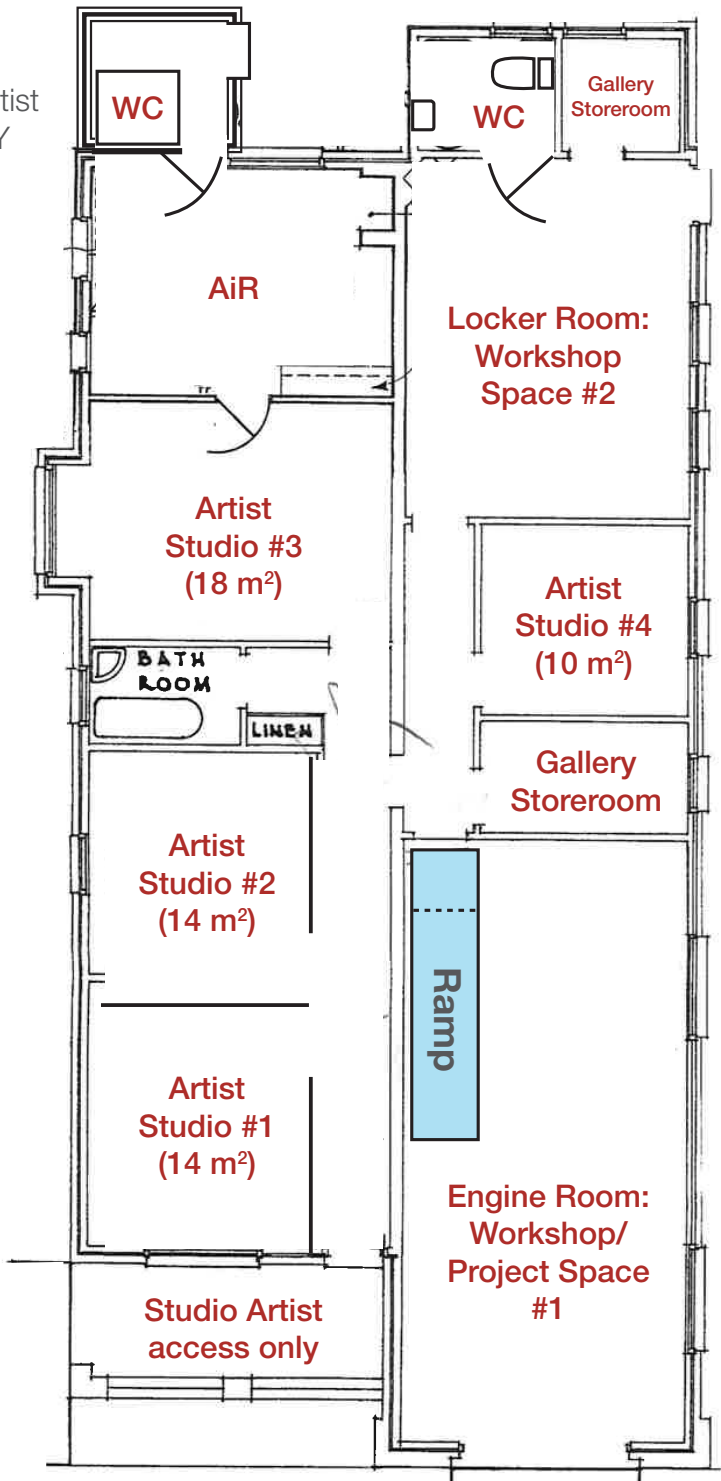 tist
Y
WC
WC
Gallery
Storeroom
AiR
Locker Room:
Workshop
Space #2
Artist
Studio #3
(18 m²)
Artist
Studio #4
(10 m²)
BATH
ROOM
LINEN
Gallery
Storeroom
Artist
Studio #2
(14 m²)
Ramp
Artist
Studio #1
(14 m²)
Engine Room:
Workshop/
Project Space
#1
Studio Artist
access only